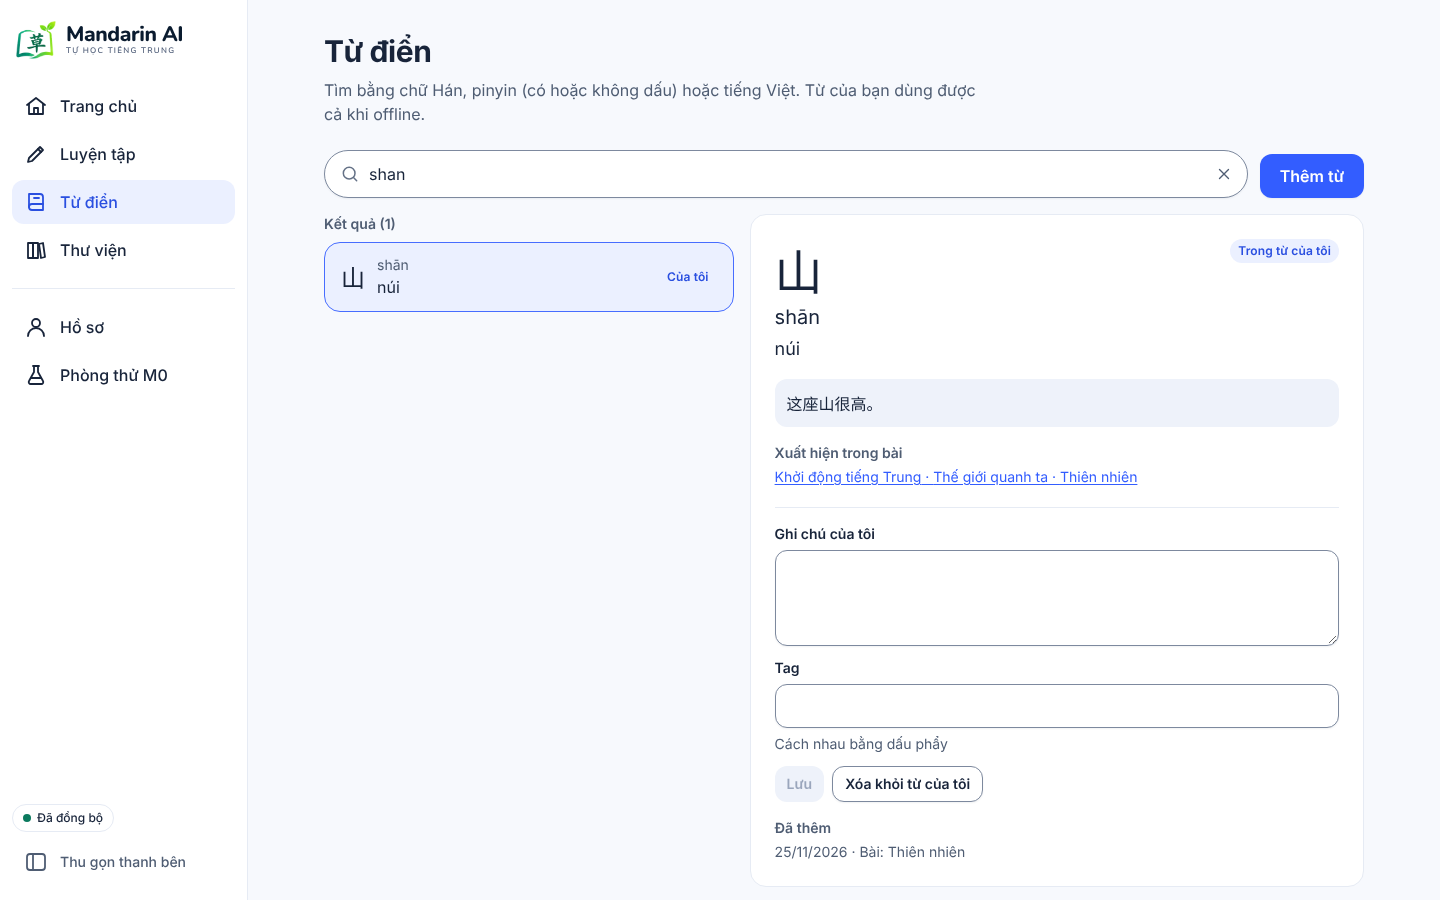 草
Mandarin AI
TỰ HỌC TIẾNG TRUNG
Trang chủ
Luyện tập
Từ điển
Thư viện
Hồ sơ
Phòng thử M0
Đã đồng bộ
Thu gọn thanh bên
Từ điển
Tìm bằng chữ Hán, pinyin (có hoặc không dấu) hoặc tiếng Việt. Từ của bạn dùng được
cả khi offline.
shan
Thêm từ
Kết quả (1)
山
shān
núi
Của tôi
Trong từ của tôi
山
shān
núi
这座山很高。
Xuất hiện trong bài
Khởi động tiếng Trung · Thế giới quanh ta · Thiên nhiên
Ghi chú của tôi
Tag
Cách nhau bằng dấu phẩy
Lưu
Xóa khỏi từ của tôi
Đã thêm
25/11/2026 · Bài: Thiên nhiên